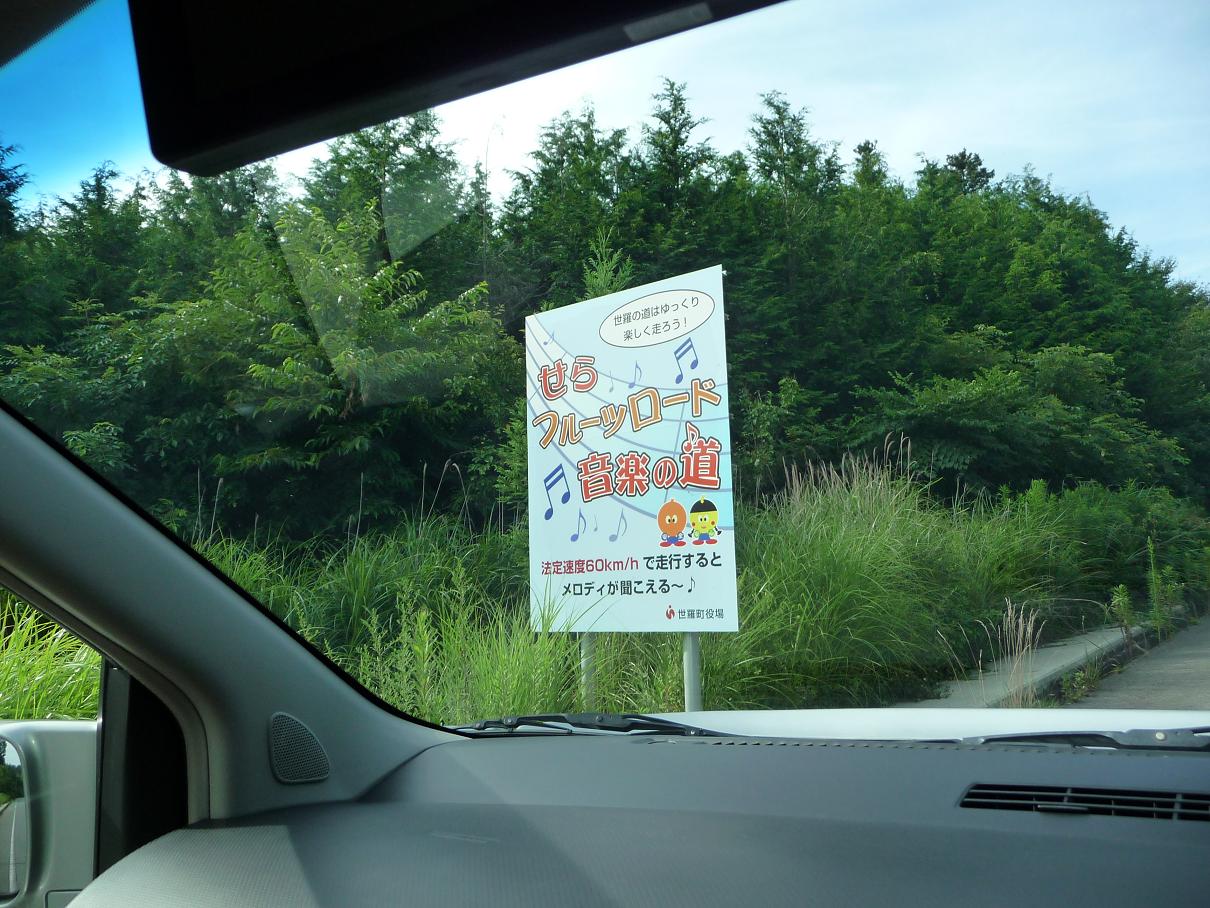 世羅の道はゆっくり
楽しく走ろう！
せら
フルーツロード
音楽の道
法定速度60km/hで走行すると
メロディが聞こえる〜♪
世羅町役場